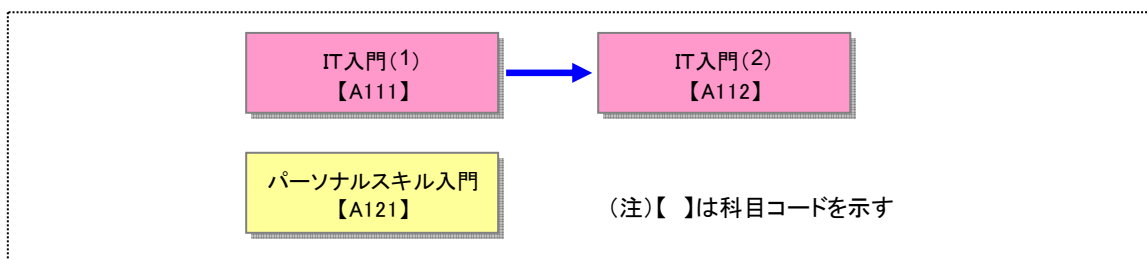 IT入門(1)
【A111】
IT入門(2)
【A112】
パーソナルスキル入門
【A121】
(注)【 】は科目コードを示す